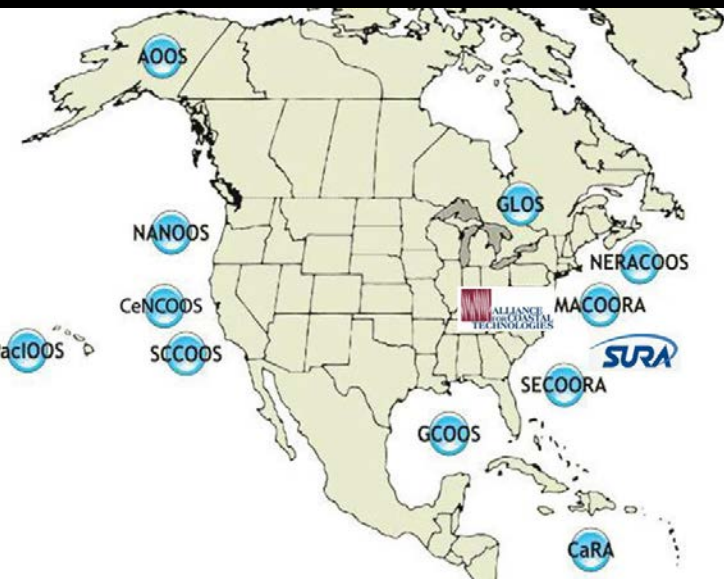 AOOS
GLOS
NANOOS
NERACOOS
CeNCOOS
ALLIANCE
FOR COASTAL
TECHNOLOGIES
MACOORA
acIOOS
SCCOOS
SURA
SECOORA
GCOOS
CaRA